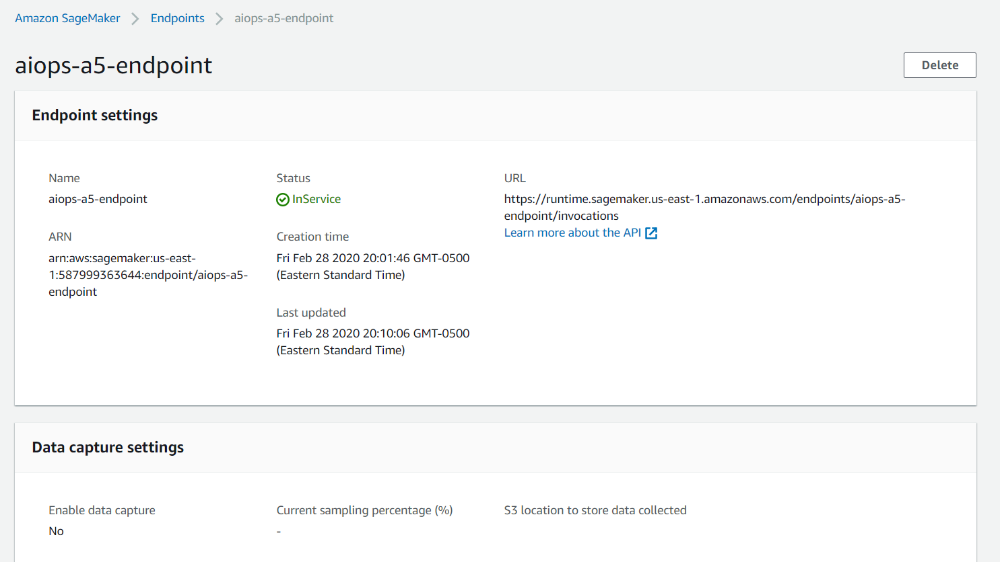 Amazon SageMaker > Endpoints > aiops-a5-endpoint
aiops-a5-endpoint
Delete
Endpoint settings
Name
aiops-a5-endpoint
ARN
arn:aws:sagemaker:us-east-
1:587999363644:endpoint/aiops-a5-
endpoint
Status
InService
Creation time
Fri Feb 28 2020 20:01:46 GMT-0500
(Eastern Standard Time)
Last updated
Fri Feb 28 2020 20:10:06 GMT-0500
(Eastern Standard Time)
URL
https://runtime.sagemaker.us-east-1.amazonaws.com/endpoints/aiops-a5-
endpoint/invocations
Learn more about the API
Data capture settings
Enable data capture
No
Current sampling percentage (%)
-
S3 location to store data collected